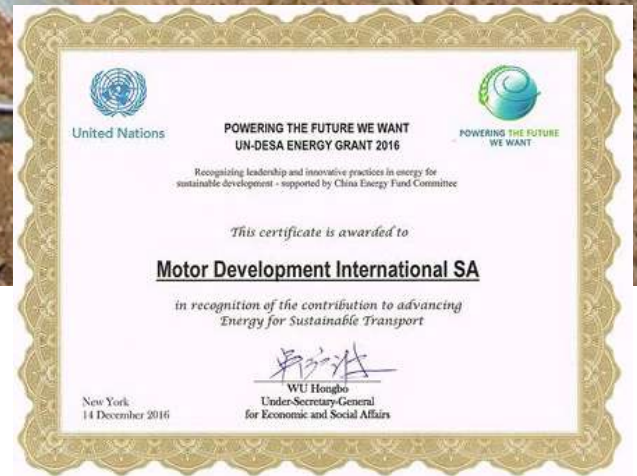 United Nations
POWERING THE FUTURE WE WANT
UN-DESA ENERGY GRANT 2016
POWERING THE FUTURE
WE WANT
Recognizing leadership and innovative practices in energy for
sustainable development - supported by China Energy Fund Committee
This certificate is awarded to
Motor Development International SA
in recognition of the contribution to advancing
Energy for Sustainable Transport
WU Hongbo
Under-Secretary-General
for Economic and Social Affairs
New York
14 December 2016